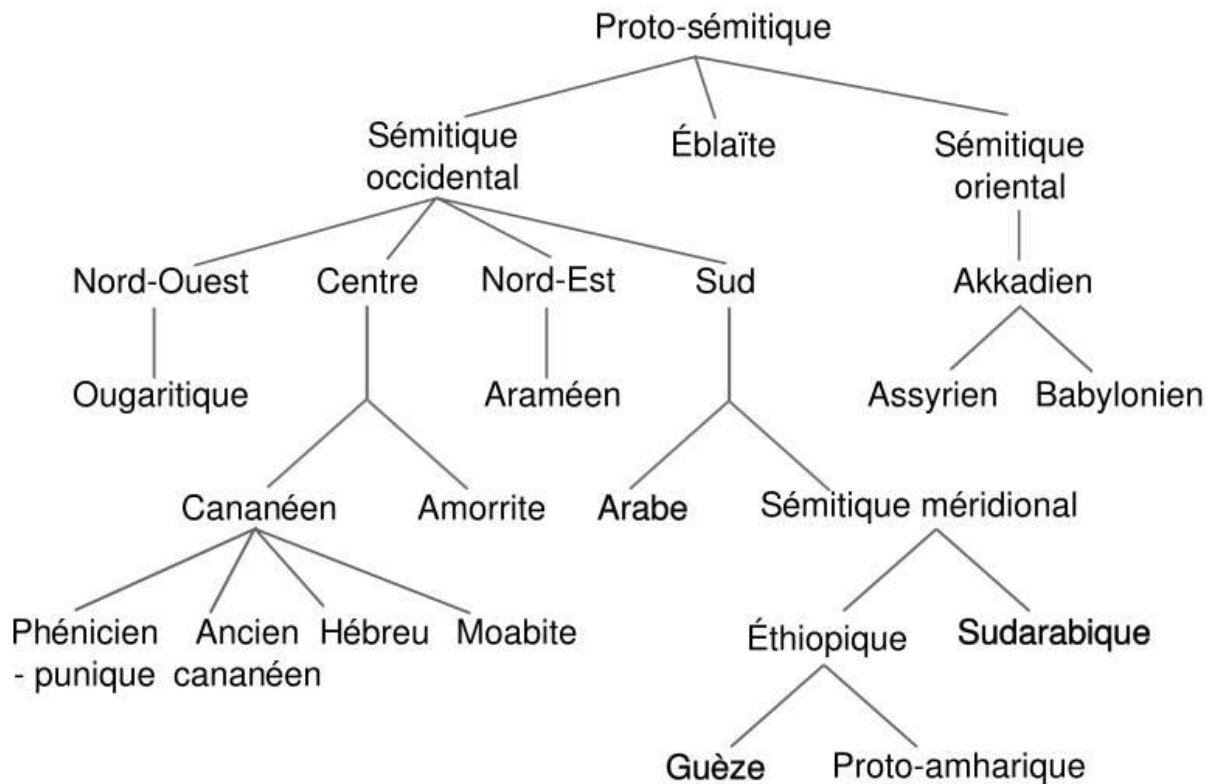 Proto-sémitique
Sémitique
occidental
Éblaïte
Sémitique
oriental
Nord-Ouest
Centre
Nord-Est
Sud
Akkadien
Ougaritique
Araméen
Assyrien
Babylonien
Cananéen
Amorrite
Arabe
Sémitique méridional
Phénicien
- punique
Ancien
cananéen
Hébreu
Moabite
Éthiopique
Sudarabique
Guèze
Proto-amharique